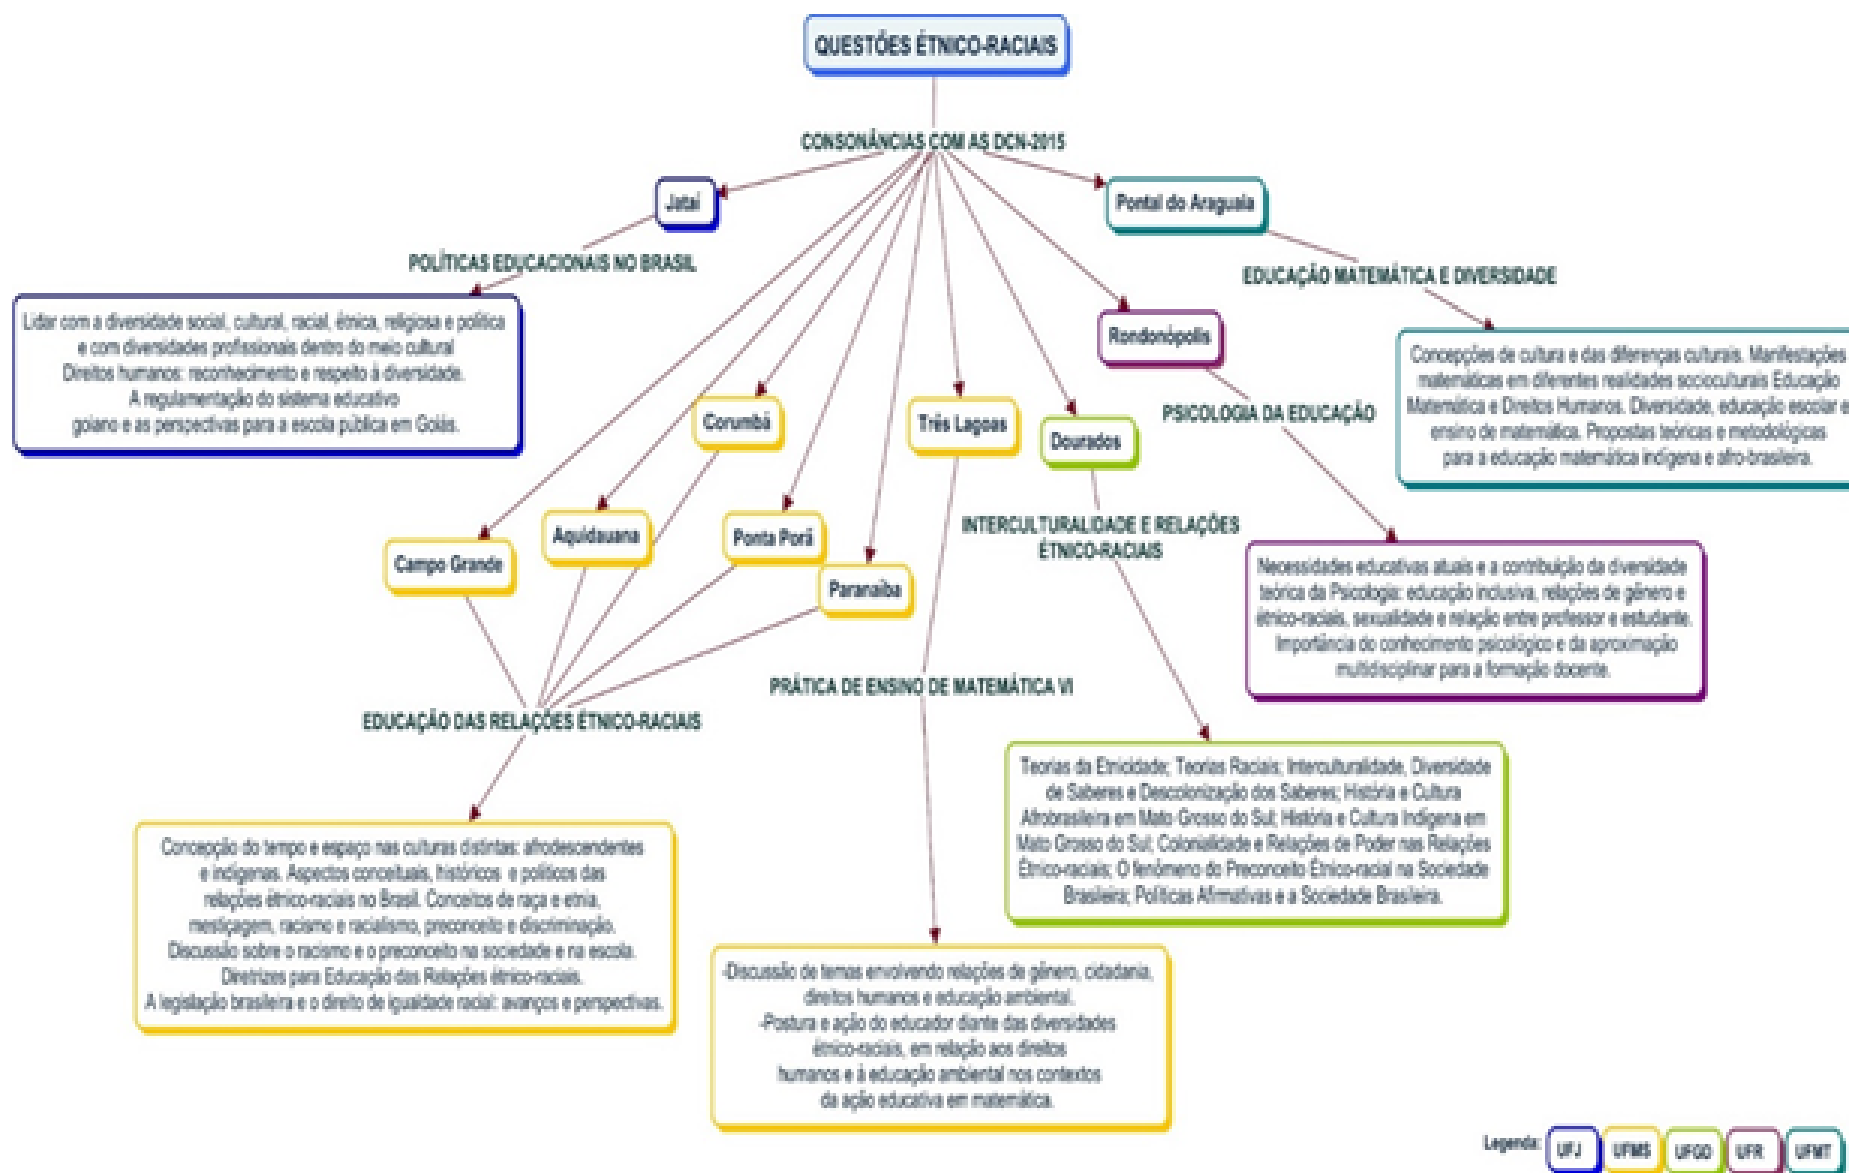 QUESTÕES ÉTNICO-RACIAIS
CONSONÂNCIAS COM AS DCN-2015
Jataí
Pontal do Araguaia
POLÍTICAS EDUCACIONAIS NO BRASIL
EDUCAÇÃO MATEMÁTICA E DIVERSIDADE
Lidar com a diversidade social, cultural, racial, étnica, religiosa e política
e com diversidades profissionais dentro do meio cultural
Direitos humanos: reconhecimento e respeito à diversidade.
A regulamentação do sistema educativo
goiano e as perspectivas para a escola pública em Goiás.
Rondonópolis
Concepções de cultura e das diferenças culturais. Manifestações
matemáticas em diferentes realidades socioculturais Educação
Matemática e Direitos Humanos. Diversidade, educação escolar e
ensino de matemática. Propostas teóricas e metodológicas
para a educação matemática indígena e afro-brasileira.
PSICOLOGIA DA EDUCAÇÃO
Corumbá
Três Lagoas
Dourados
Campo Grande
Aquidauana
Ponta Porã
Paranaíba
INTERCULTURALIDADE E RELAÇÕES
ÉTNICO-RACIAIS
Necessidades educativas atuais e a contribuição da diversidade
teórica da Psicologia: educação inclusiva, relações de gênero e
étnico-raciais, sexualidade e relação entre professor e estudante.
Importância do conhecimento psicológico e da aproximação
multidisciplinar para a formação docente.
PRÁTICA DE ENSINO DE MATEMÁTICA VI
EDUCAÇÃO DAS RELAÇÕES ÉTNICO-RACIAIS
Teorias da Etnicidade; Teorias Raciais; Interculturalidade, Diversidade
de Saberes e Descolonização dos Saberes; História e Cultura
Afrobrasileira em Mato Grosso do Sul; História e Cultura Indígena em
Mato Grosso do Sul; Colonialidade e Relações de Poder nas Relações
Étnico-raciais; O fenômeno do Preconceito Étnico-racial na Sociedade
Brasileira; Políticas Afirmativas e a Sociedade Brasileira.
Concepção do tempo e espaço nas culturas distintas: afrodescendentes
e indígenas. Aspectos conceituais, históricos e políticos das
relações étnico-raciais no Brasil. Conceitos de raça e etnia,
mestiçagem, racismo e racialismo, preconceito e discriminação.
Discussão sobre o racismo e o preconceito na sociedade e na escola.
Diretrizes para Educação das Relações étnico-raciais.
A legislação brasileira e o direito de igualdade racial: avanços e perspectivas.
-Discussão de temas envolvendo relações de gênero, cidadania,
direitos humanos e educação ambiental.
-Postura e ação do educador diante das diversidades
étnico-raciais, em relação aos direitos
humanos e à educação ambiental nos contextos
da ação educativa em matemática.
Legenda: UFJ UFMS UFGD UFR UFMT